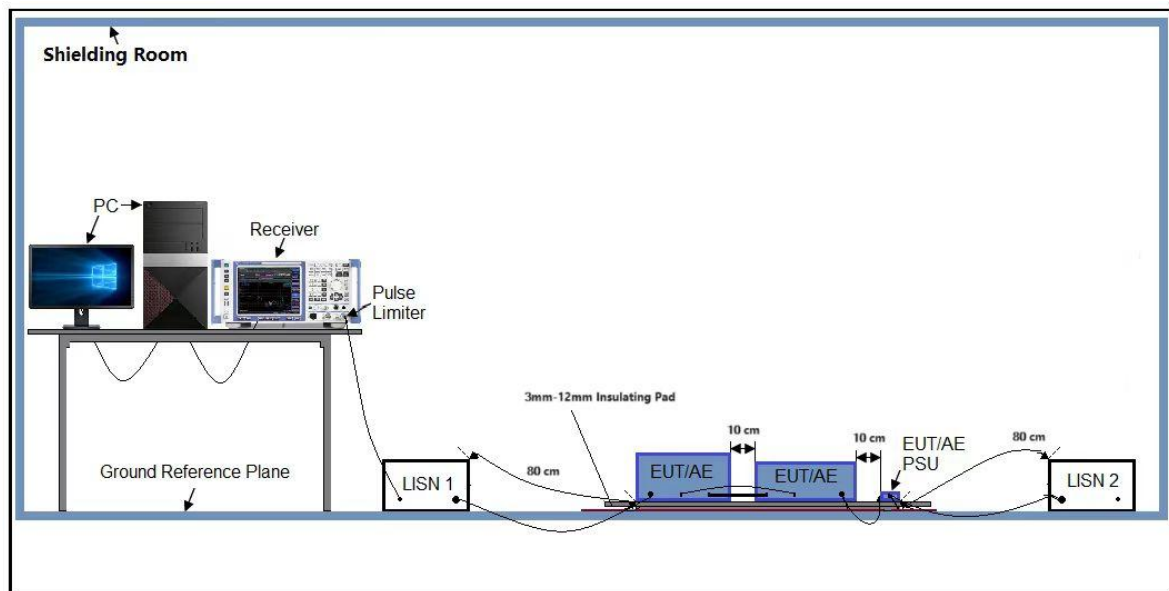 Shielding Room
PC
Receiver
Pulse
Limiter
3mm-12mm Insulating Pad
10 cm
10 cm
EUT/AE
PSU
80 cm
Ground Reference Plane
80 cm
EUT/AE
EUT/AE
LISN 1
LISN 2